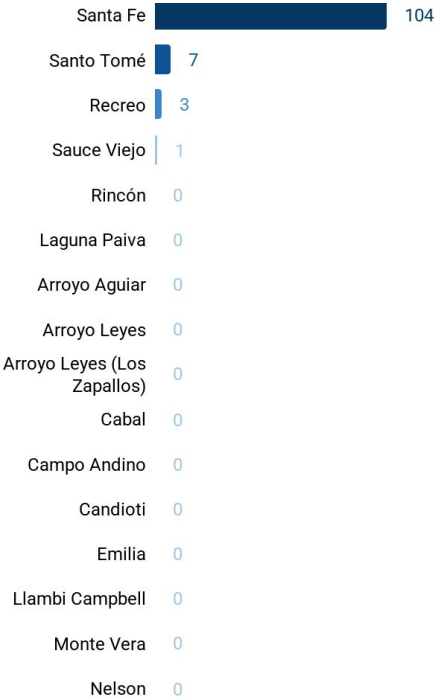 Santa Fe 104
Santo Tomé 7
Recreo 3
Sauce Viejo 1
Rincón 0
Laguna Paiva 0
Arroyo Aguiar 0
Arroyo Leyes 0
Arroyo Leyes (Los
Zapallos) 0
Cabal 0
Campo Andino 0
Candioti 0
Emilia 0
Llambi Campbell 0
Monte Vera 0
Nelson 0